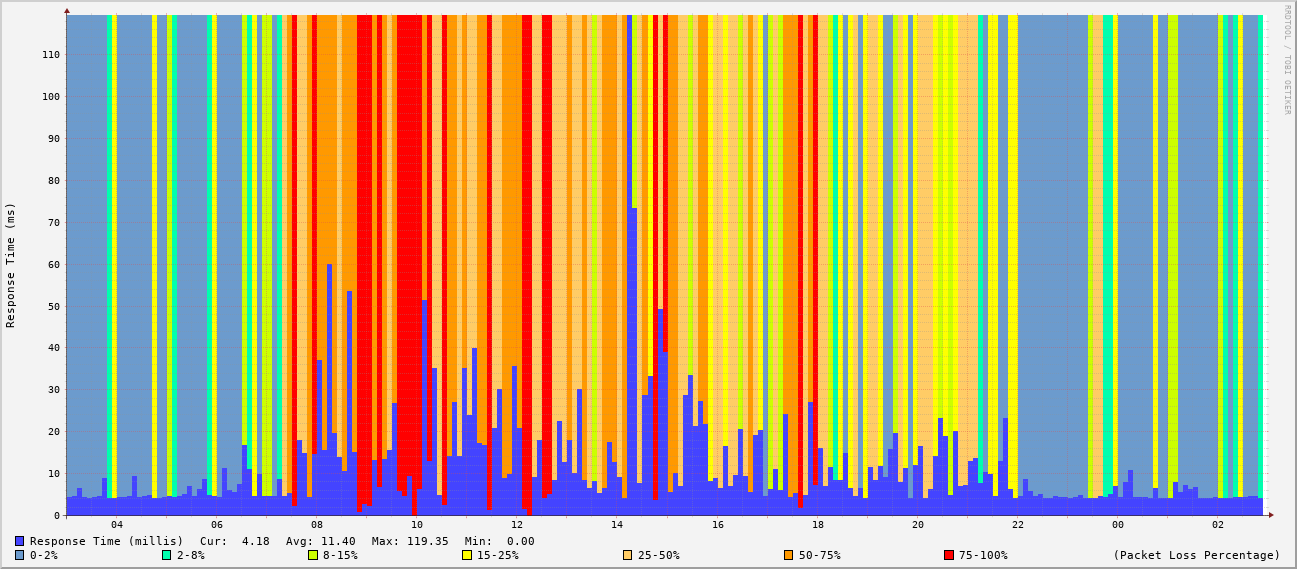 RRDTOOL / TOBI OETIKER
Response Time (ms)
110
100
90
80
70
60
50
40
30
20
10
0
04 06 08 10 12 14 16 18 20 22 00 02
Response Time (millis) Cur: 4.18 Avg: 11.40 Max: 119.35 Min: 0.00
0-2% 2-8% 8-15% 15-25% 25-50% 50-75% 75-100% (Packet Loss Percentage)